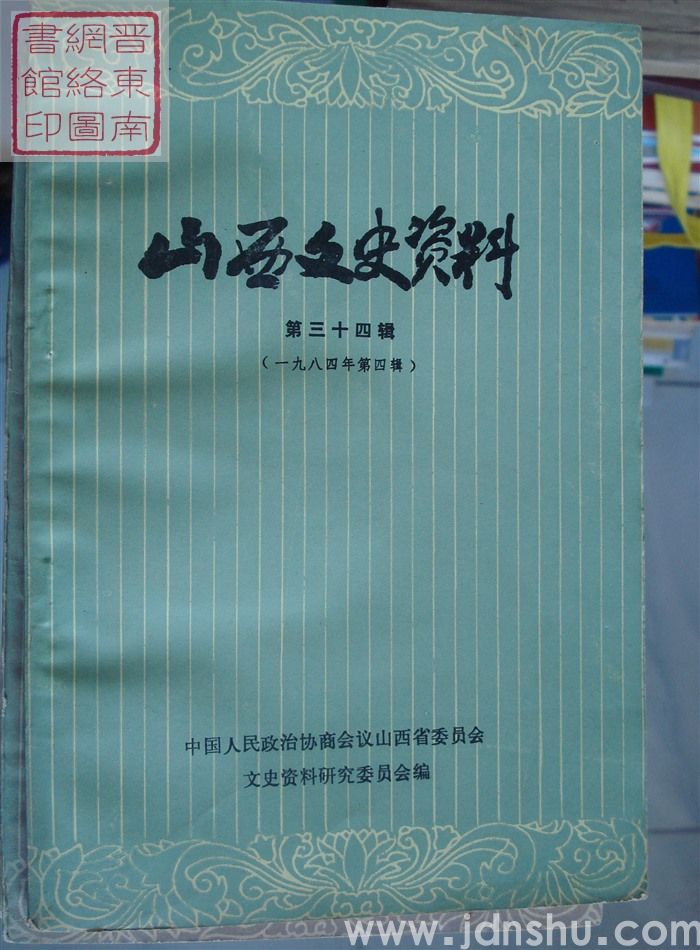 晋東南
網絡圖
書館印
山西文史资料
第三十四辑
(一九八四年第四辑)
中国人民政治协商会议山西省委员会
文史资料研究委员会编
www.jdnshu.com